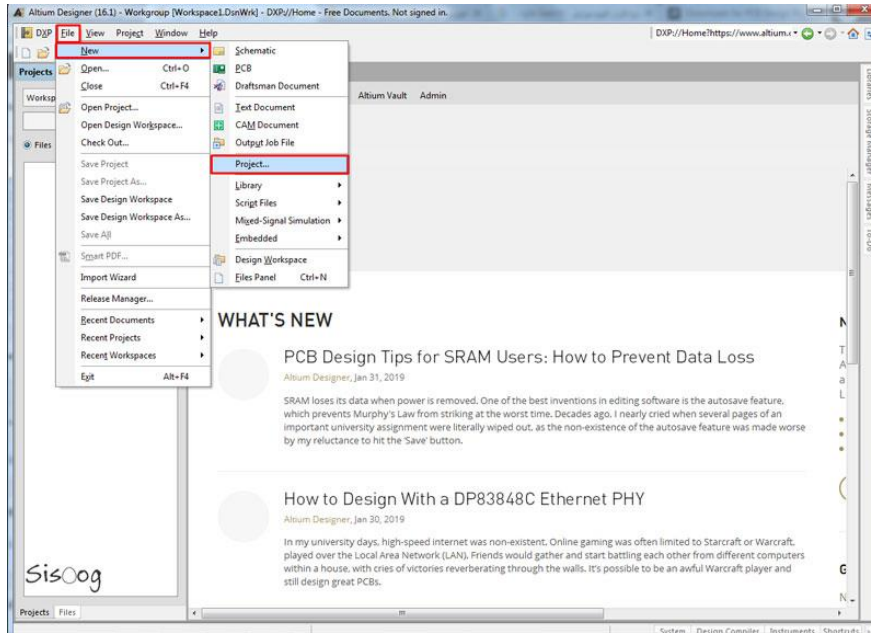 Altium Designer (16.1) - Workgroup [Workspace1.DsnWrk] - DXP://Home - Free Documents. Not signed in.
DXP File View Project Window Help
DXP://Home?https://www.altium.
New
Open... Ctrl+O
Close Ctrl+F4
Open Project...
Open Design Workspace...
Check Out...
Save Project
Save Project As...
Save Design Workspace
Save Design Workspace As...
Save All
Smart PDF...
Import Wizard
Release Manager...
Recent Documents
Recent Projects
Recent Workspaces
Exit Alt+F4
Schematic
PCB
Draftsman Document
Text Document
CAM Document
Output Job File
Project...
Library
Script Files
Mixed-Signal Simulation
Embedded
Design Workspace
Files Panel Ctrl+N
Projects
Worksp
Files
Altium Vault Admin
Libraries
Storage Manager
Messages
To-Do
WHAT'S NEW
PCB Design Tips for SRAM Users: How to Prevent Data Loss
Altium Designer, Jan 31, 2019
SRAM loses its data when power is removed. One of the best inventions in editing software is the autosave feature,
which prevents Murphy's Law from striking at the worst time. Decades ago, I nearly cried when several pages of an
important university assignment were literally wiped out, as the non-existence of the autosave feature was made worse
by my reluctance to hit the 'Save' button.
How to Design With a DP83848C Ethernet PHY
Altium Designer, Jan 30, 2019
In my university days, high-speed internet was non-existent. Online gaming was often limited to Starcraft or Warcraft,
played over the Local Area Network (LAN). Friends would gather and start battling each other from different computers
within a house, with cries of victories reverberating through the walls. It's possible to be an awful Warcraft player and
still design great PCBs.
Sisoog
Projects Files
System Design Compiler Instruments Shortcuts